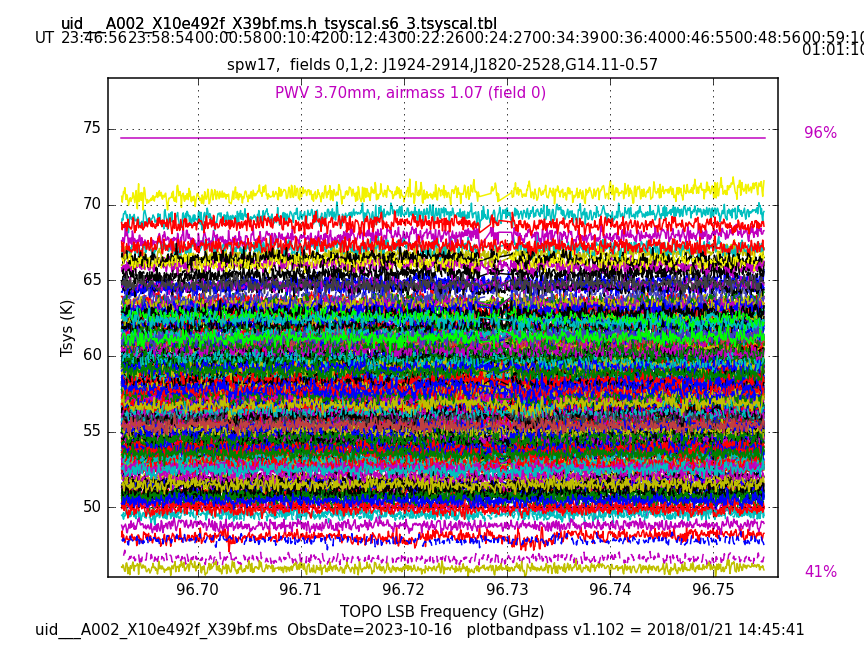 uid___A002_X10e492f_X39bf.ms.h_tsyscal.s6_3.tsyscal.tbl
UT 23:46:56 23:58:54 00:00:58 00:10:42 00:12:43 00:22:26 00:24:27 00:34:39 00:36:40 00:46:55 00:48:56 00:59:10
01:01:10
spw17, fields 0,1,2: J1924-2914,J1820-2528,G14.11-0.57
PWV 3.70mm, airmass 1.07 (field 0)
96%
75
70
65
60
55
50
Tsys (K)
41%
96.70 96.71 96.72 96.73 96.74 96.75
TOPO LSB Frequency (GHz)
uid___A002_X10e492f_X39bf.ms ObsDate=2023-10-16 plotbandpass v1.102 = 2018/01/21 14:45:41